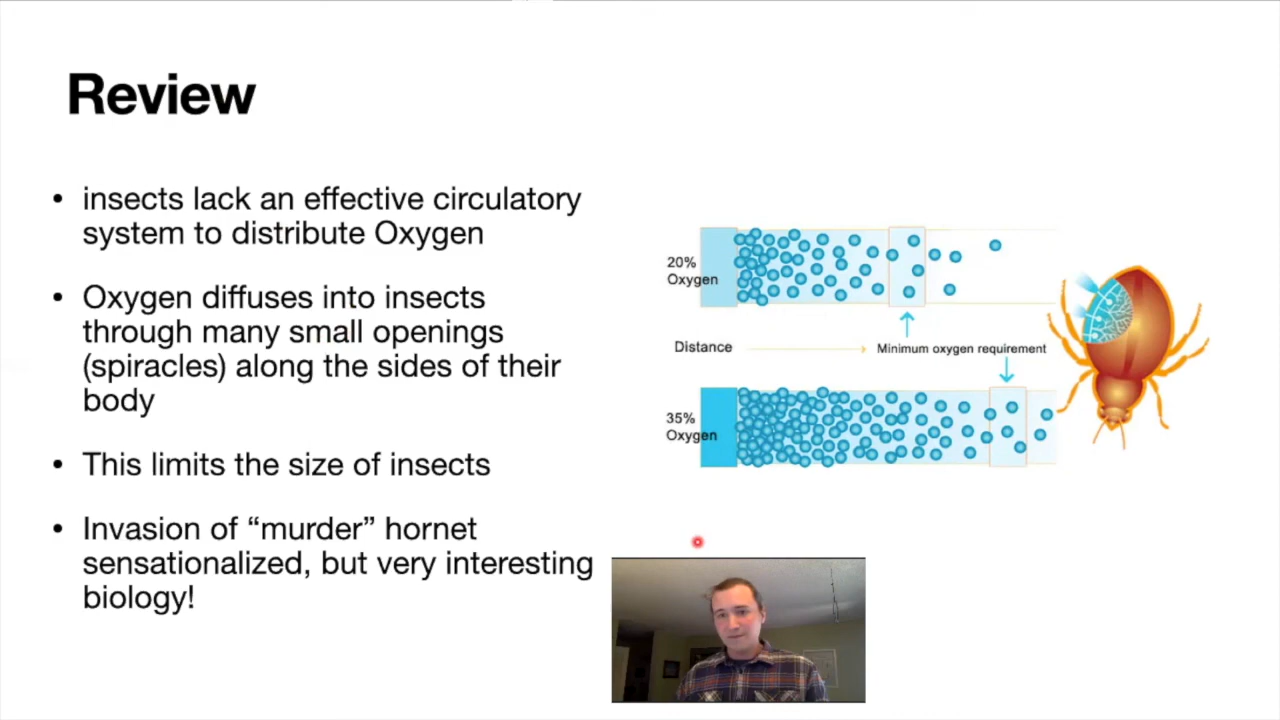 Review
• insects lack an effective circulatory
system to distribute Oxygen
• Oxygen diffuses into insects
through many small openings
(spiracles) along the sides of their
body
• This limits the size of insects
• Invasion of “murder” hornet
sensationalized, but very interesting
biology!
20%
Oxygen
Distance
Minimum oxygen requirement
35%
Oxygen